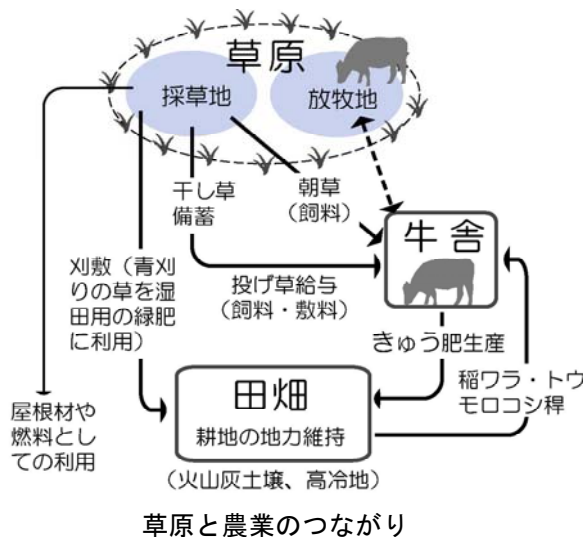 草原
採草地
放牧地
干し草
備蓄
朝草
（飼料）
牛舎
刈敷（青刈
りの草を湿
田用の緑肥
に利用）
投げ草給与
（飼料・敷料）
きゅう肥生産
稲ワラ・トウ
モロコシ稈
屋根材や
燃料とし
ての利用
田畑
耕地の地力維持
（火山灰土壌、高冷地）
草原と農業のつながり